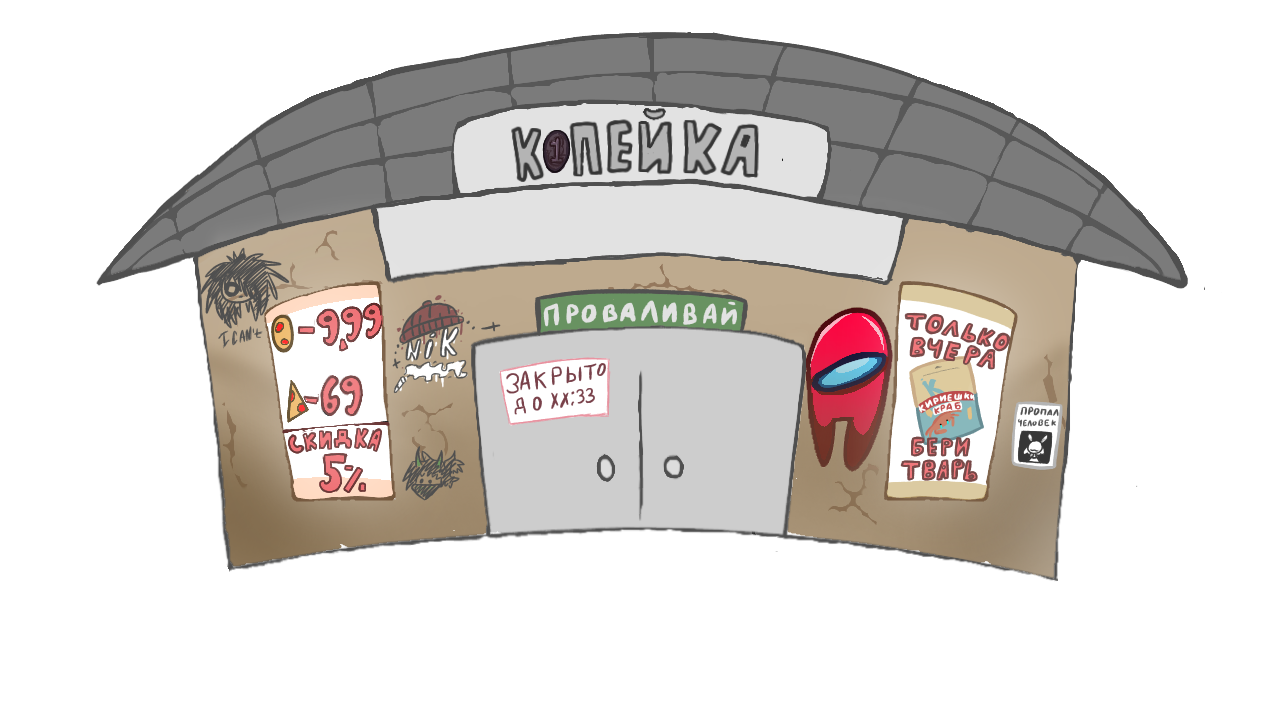 КОПЕЙКА
ПРОВАЛИВАЙ
ЗАКРЫТО
ДО XX:33
I CAN't
-9,99
-69
СКИДКА
5%
NiK
ТОЛЬКО
ВЧЕРА
К
КИРИЕШКИ
КРАБ
БЕРИ
ТВАРЬ
ПРОПАЛ
ЧЕЛОВЕК